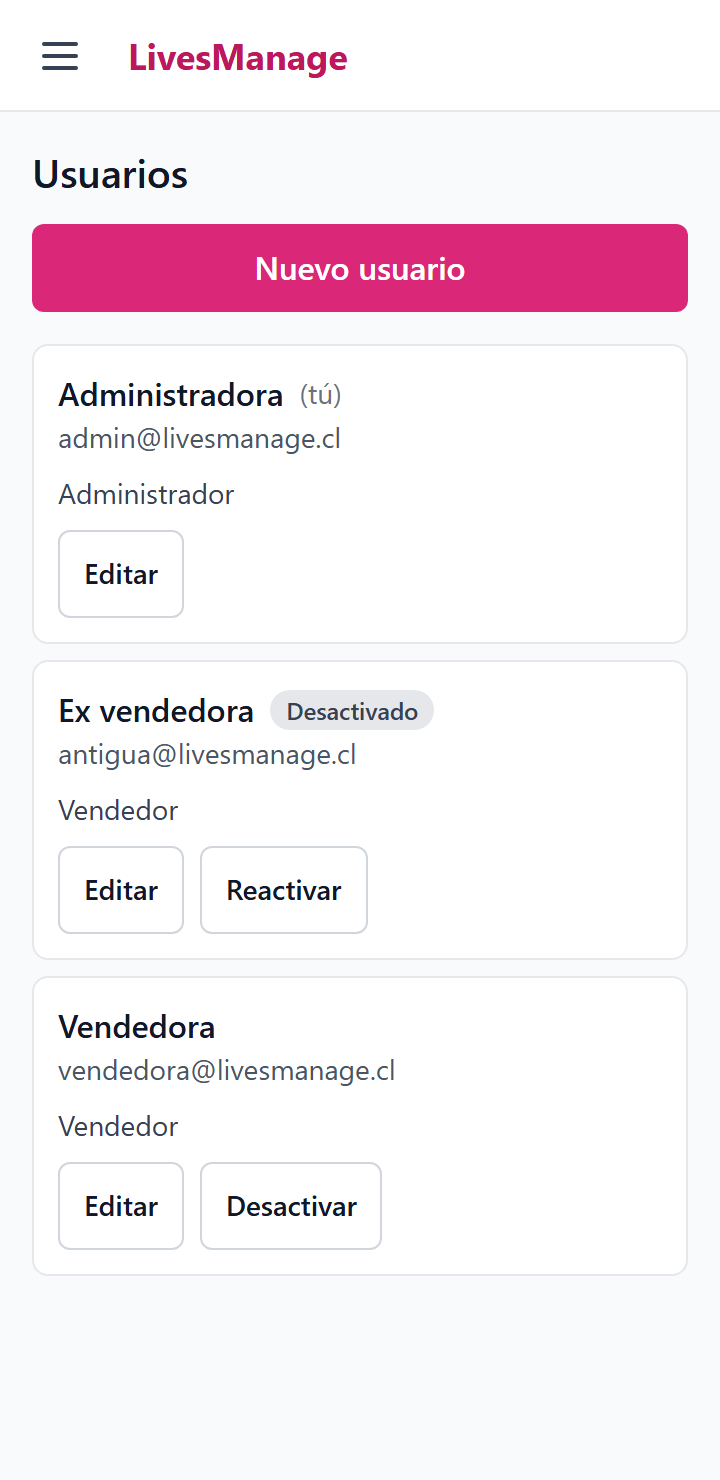 LivesManage
Usuarios
Nuevo usuario
Administradora (tú)
admin@livesmanage.cl
Administrador
Editar
Ex vendedora Desactivado
antigua@livesmanage.cl
Vendedor
Editar Reactivar
Vendedora
vendedora@livesmanage.cl
Vendedor
Editar Desactivar